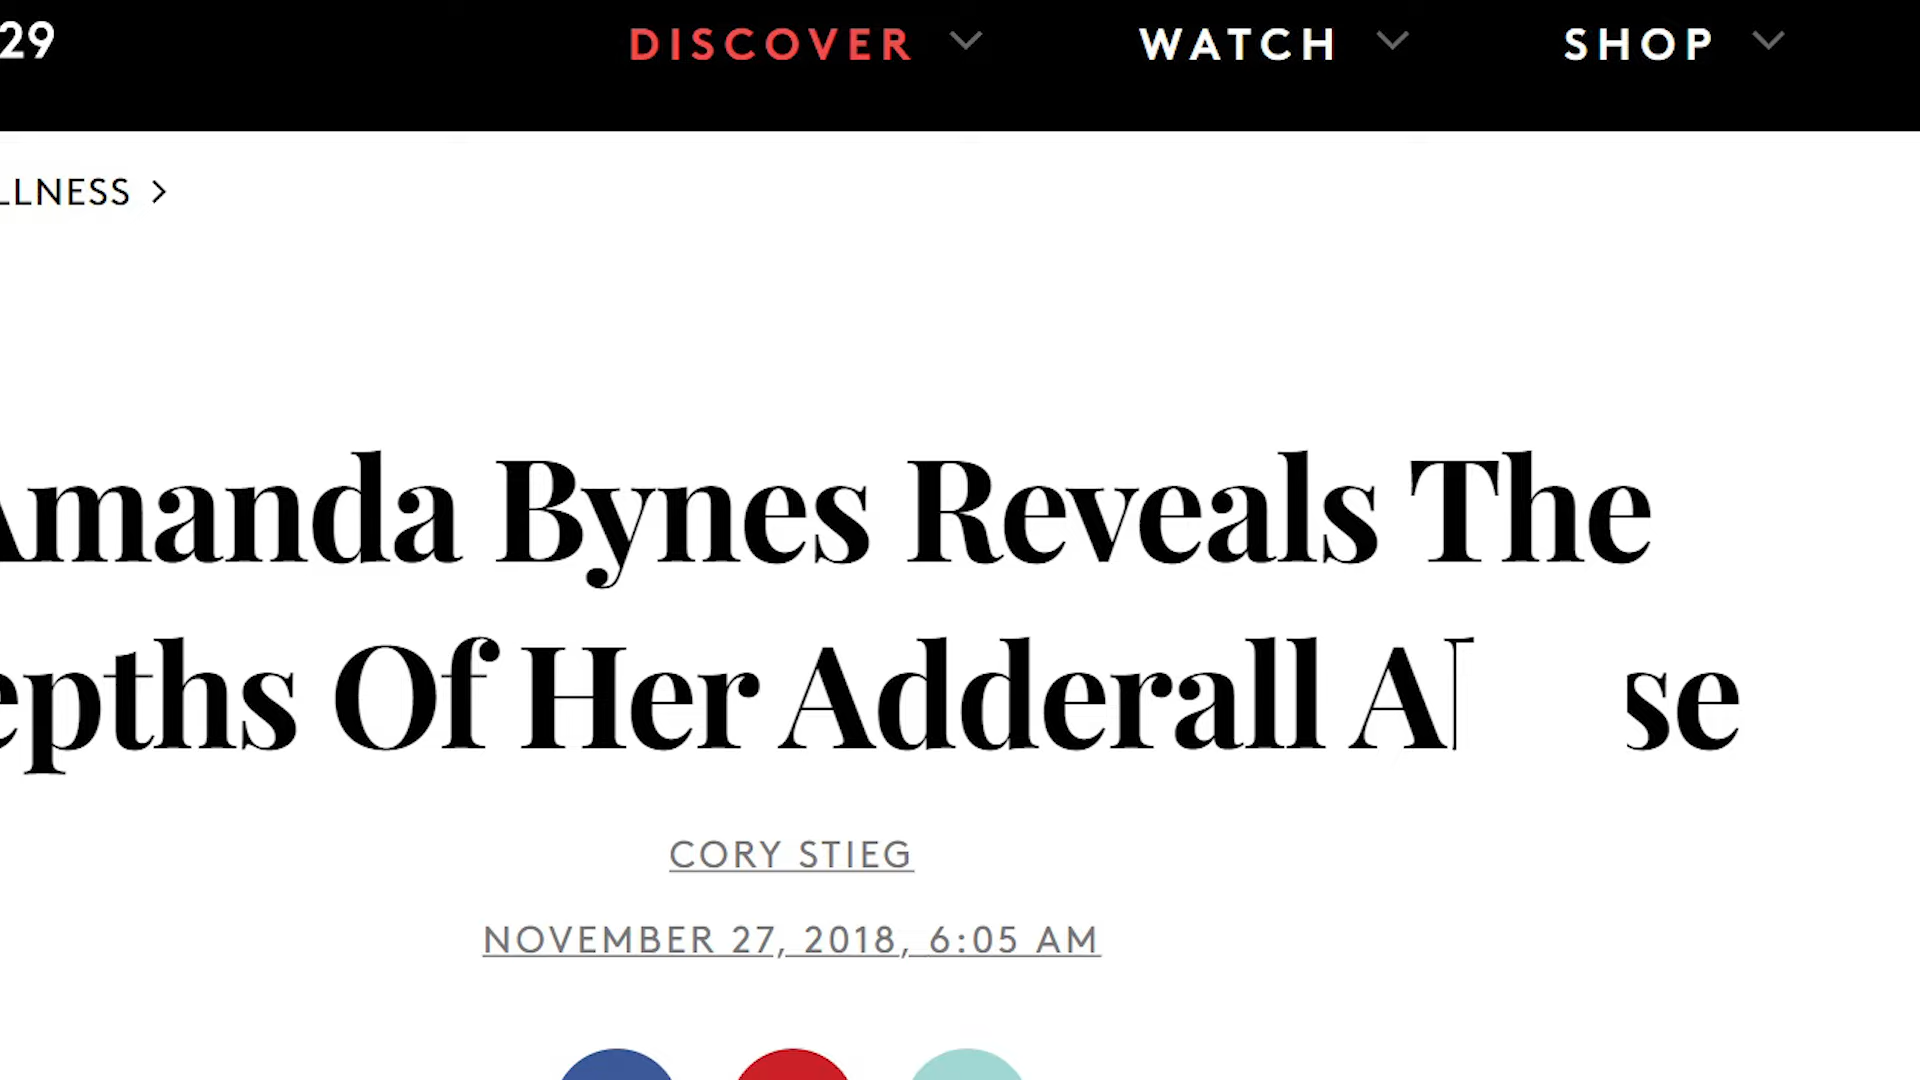 29 DISCOVER WATCH SHOP
LLNESS >
Amanda Bynes Reveals The
epths Of Her Adderall A se
CORY STIEG
NOVEMBER 27, 2018, 6:05 AM